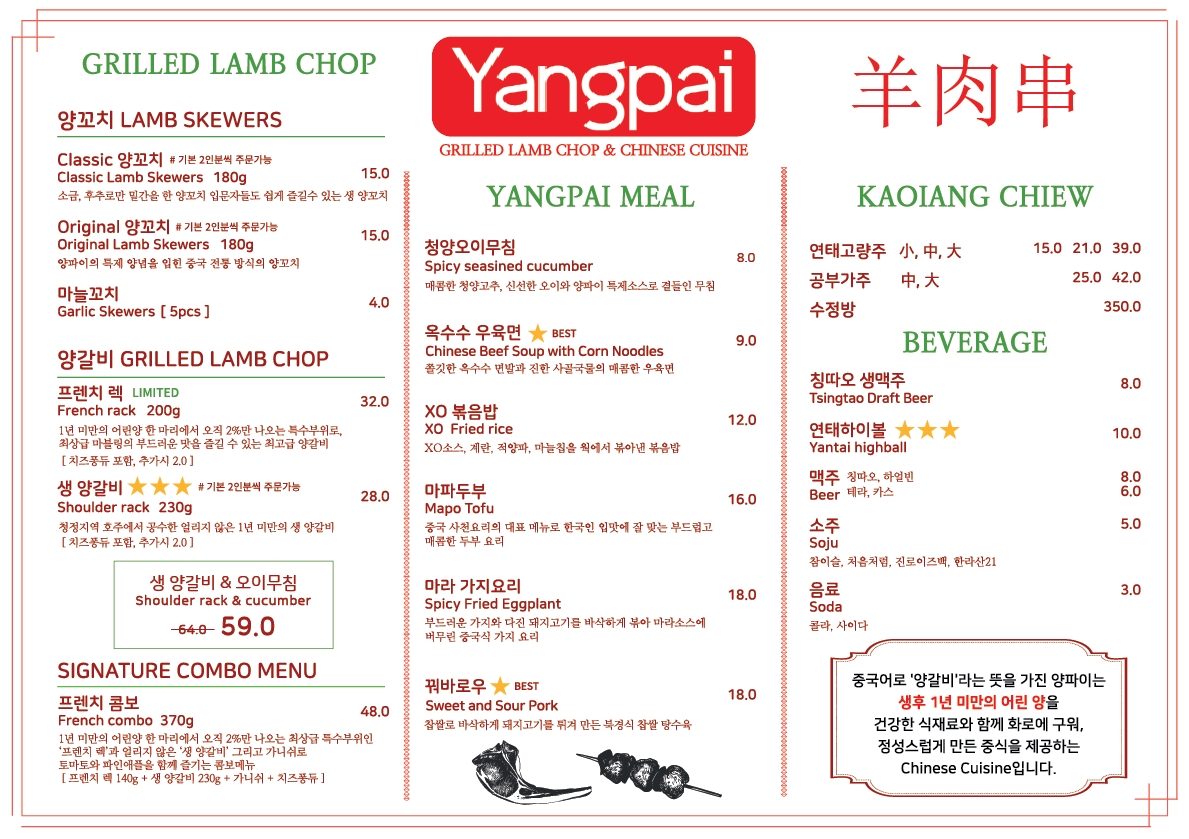 GRILLED LAMB CHOP
양꼬치 LAMB SKEWERS
Classic 양꼬치 # 기본 2인분씩 주문가능
Classic Lamb Skewers 180g 15.0
소금, 후추로만 밑간을 한 양꼬치 입문자들도 쉽게 즐길수 있는 생 양꼬치
Original 양꼬치 # 기본 2인분씩 주문가능
Original Lamb Skewers 180g 15.0
양파이의 특제 양념을 입힌 중국 전통 방식의 양꼬치
마늘꼬치
Garlic Skewers [ 5pcs ] 4.0
양갈비 GRILLED LAMB CHOP
프렌치 렉 LIMITED
French rack 200g 32.0
1년 미만의 어린양 한 마리에서 오직 2%만 나오는 특수부위로,
최상급 마블링의 부드러운 맛을 즐길 수 있는 최고급 양갈비
[ 치즈퐁듀 포함, 추가시 2.0 ]
생 양갈비 ★★★ # 기본 2인분씩 주문가능
Shoulder rack 230g 28.0
청정지역 호주에서 공수한 얼리지 않은 1년 미만의 생 양갈비
[ 치즈퐁듀 포함, 추가시 2.0 ]
생 양갈비 & 오이무침
Shoulder rack & cucumber
64.0 59.0
SIGNATURE COMBO MENU
프렌치 콤보
French combo 370g 48.0
1년 미만의 어린양 한 마리에서 오직 2%만 나오는 최상급 특수부위인
‘프렌치 렉’과 얼리지 않은 ‘생 양갈비’ 그리고 가니쉬로
토마토와 파인애플을 함께 즐기는 콤보메뉴
[ 프렌치 렉 140g + 생 양갈비 230g + 가니쉬 + 치즈퐁듀 ]
Yangpai
GRILLED LAMB CHOP & CHINESE CUISINE
YANGPAI MEAL
청양오이무침
Spicy seasined cucumber 8.0
매콤한 청양고추, 신선한 오이와 양파이 특제소스로 곁들인 무침
옥수수 우육면 ★ BEST
Chinese Beef Soup with Corn Noodles 9.0
쫄깃한 옥수수 면발과 진한 사골국물의 매콤한 우육면
XO 볶음밥
XO Fried rice 12.0
XO소스, 계란, 적양파, 마늘칩을 웍에서 볶아낸 볶음밥
마파두부
Mapo Tofu 16.0
중국 사천요리의 대표 메뉴로 한국인 입맛에 잘 맞는 부드럽고
매콤한 두부 요리
마라 가지요리
Spicy Fried Eggplant 18.0
부드러운 가지와 다진 돼지고기를 바삭하게 볶아 마라소스에
버무린 중국식 가지 요리
꿔바로우 ★ BEST
Sweet and Sour Pork 18.0
찹쌀로 바삭하게 돼지고기를 튀겨 만든 북경식 찹쌀 탕수육
羊肉串
KAOIANG CHIEW
연태고량주 小, 中, 大 15.0 21.0 39.0
공부가주 中, 大 25.0 42.0
수정방 350.0
BEVERAGE
칭따오 생맥주
Tsingtao Draft Beer 8.0
연태하이볼 ★★★
Yantai highball 10.0
맥주 칭따오, 하얼빈 8.0
Beer 테라, 카스 6.0
소주 5.0
Soju
참이슬, 처음처럼, 진로이즈백, 한라산21
음료 3.0
Soda
콜라, 사이다
중국어로 '양갈비'라는 뜻을 가진 양파이는
생후 1년 미만의 어린 양을
건강한 식재료와 함께 화로에 구워,
정성스럽게 만든 중식을 제공하는
Chinese Cuisine입니다.